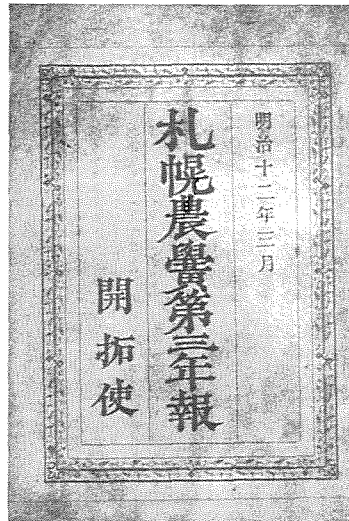 明治十二年三月
札幌農黌第三年報
開拓使